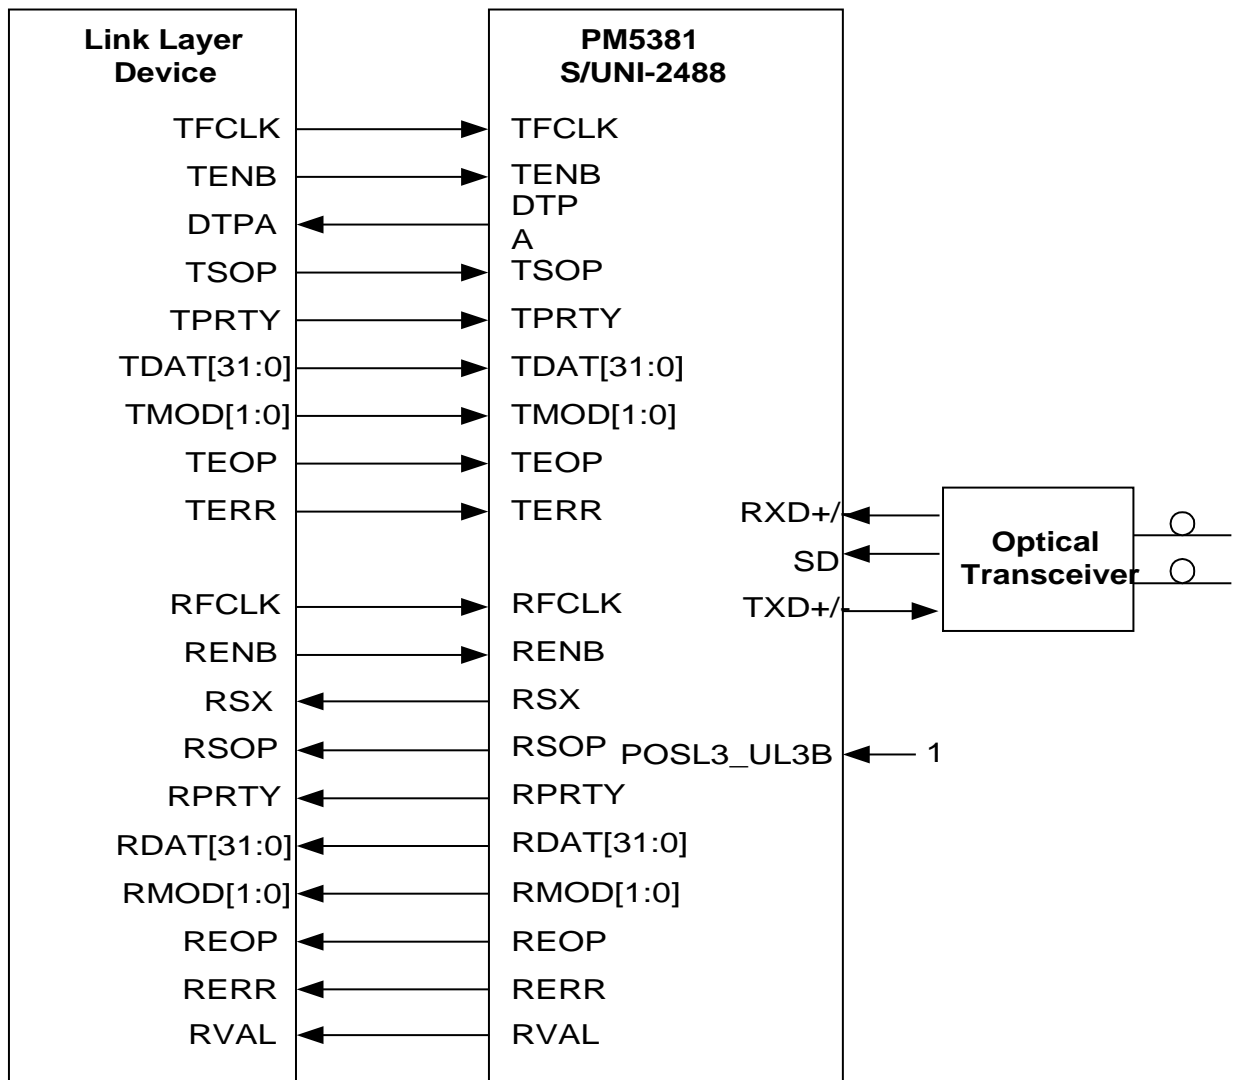 Link Layer
Device
PM5381
S/UNI-2488
TFCLK
TFCLK
TENB
TENB
DTPA
DTP
A
TSOP
TSOP
TPRTY
TPRTY
TDAT[31:0]
TDAT[31:0]
TMOD[1:0]
TMOD[1:0]
TEOP
TEOP
TERR
TERR
RXD+/-
SD
TXD+/-
Optical
Transceiver
RFCLK
RFCLK
RENB
RENB
RSX
RSX
RSOP
RSOP
POSL3_UL3B
1
RPRTY
RPRTY
RDAT[31:0]
RDAT[31:0]
RMOD[1:0]
RMOD[1:0]
REOP
REOP
RERR
RERR
RVAL
RVAL